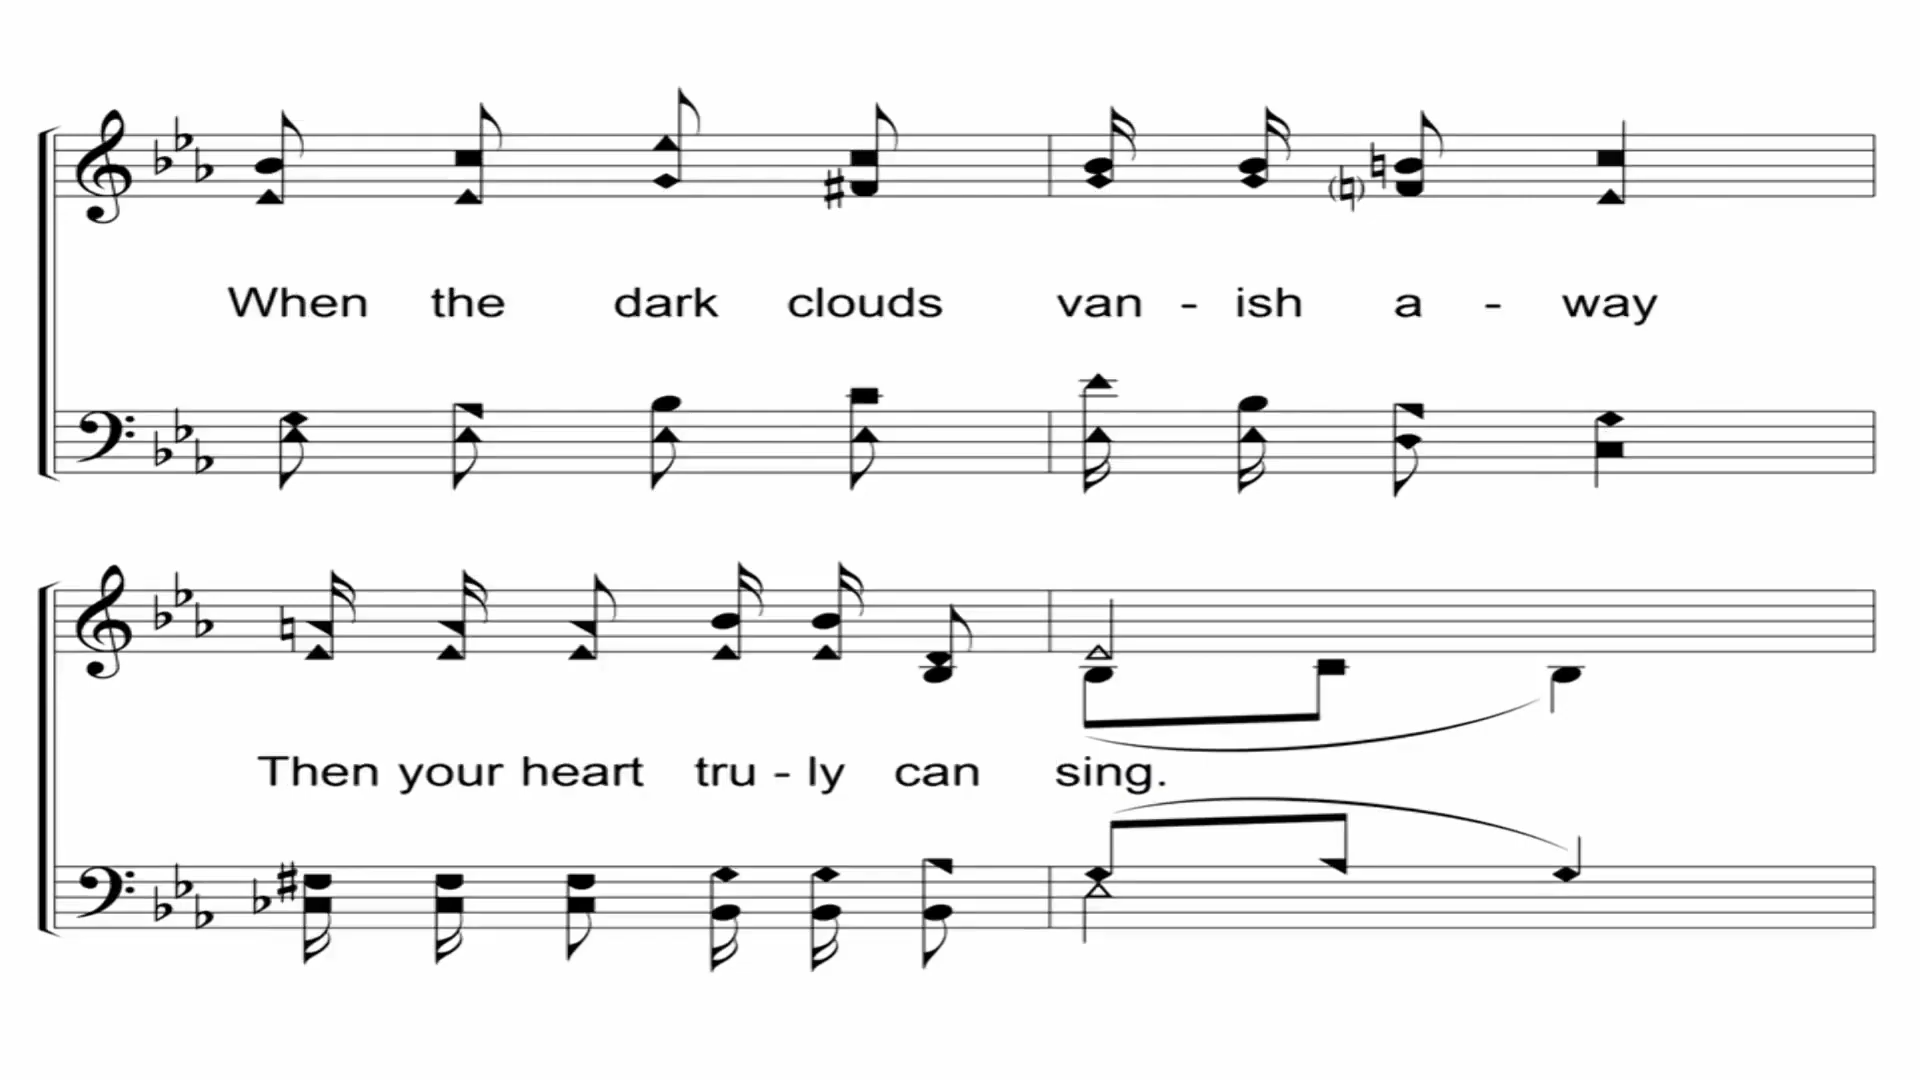 When the dark clouds van - ish a - way
Then your heart tru - ly can sing.